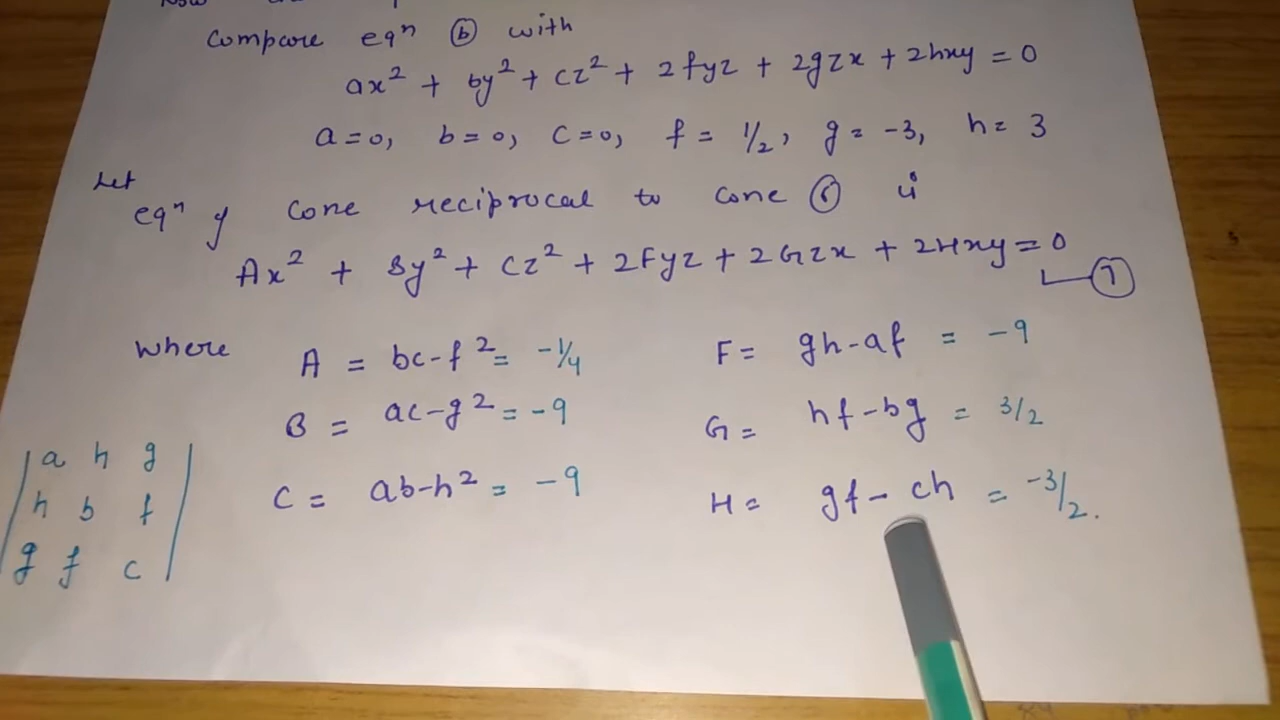 Now
Compare eqⁿ ⑥ with
ax² + by² + cz² + 2fyz + 2gzx + 2hxy = 0
a=0, b=0, c=0, f = 1/2, g = -3, h = 3
Let
eqⁿ of cone reciprocal to cone ⑥ is
Ax² + By² + Cz² + 2Fyz + 2Gzx + 2Hxy = 0
⑦
where A = bc-f² = -1/4 F = gh-af = -9
B = ac-g² = -9 G = hf-bg = 3/2
C = ab-h² = -9 H = gf-ch = -3/2.
| a h g |
| h b f |
| g f c |